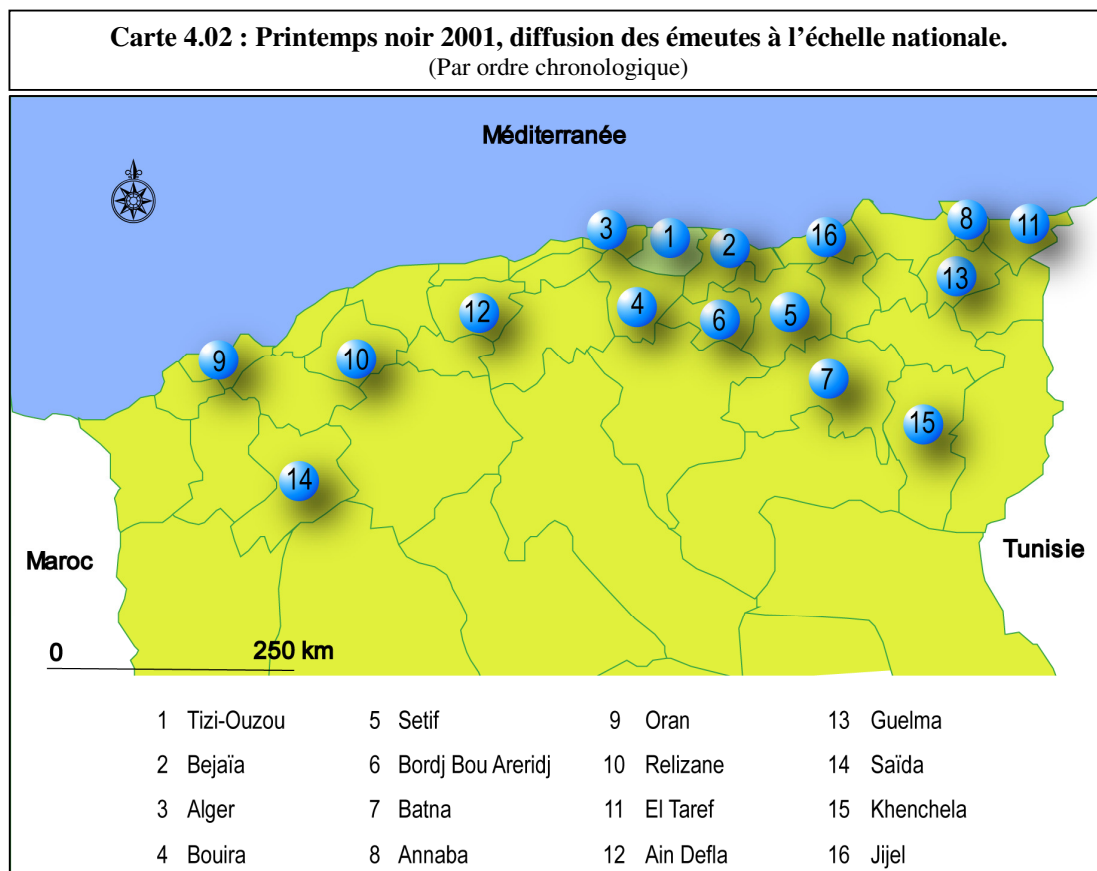 Carte 4.02 : Printemps noir 2001, diffusion des émeutes à l'échelle nationale.
(Par ordre chronologique)
Méditerranée
3
1
2
16
8
11
13
12
4
6
5
9
10
7
15
14
Maroc
Tunisie
0 250 km
1 Tizi-Ouzou
2 Bejaïa
3 Alger
4 Bouira
5 Setif
6 Bordj Bou Areridj
7 Batna
8 Annaba
9 Oran
10 Relizane
11 El Taref
12 Ain Defla
13 Guelma
14 Saïda
15 Khenchela
16 Jijel